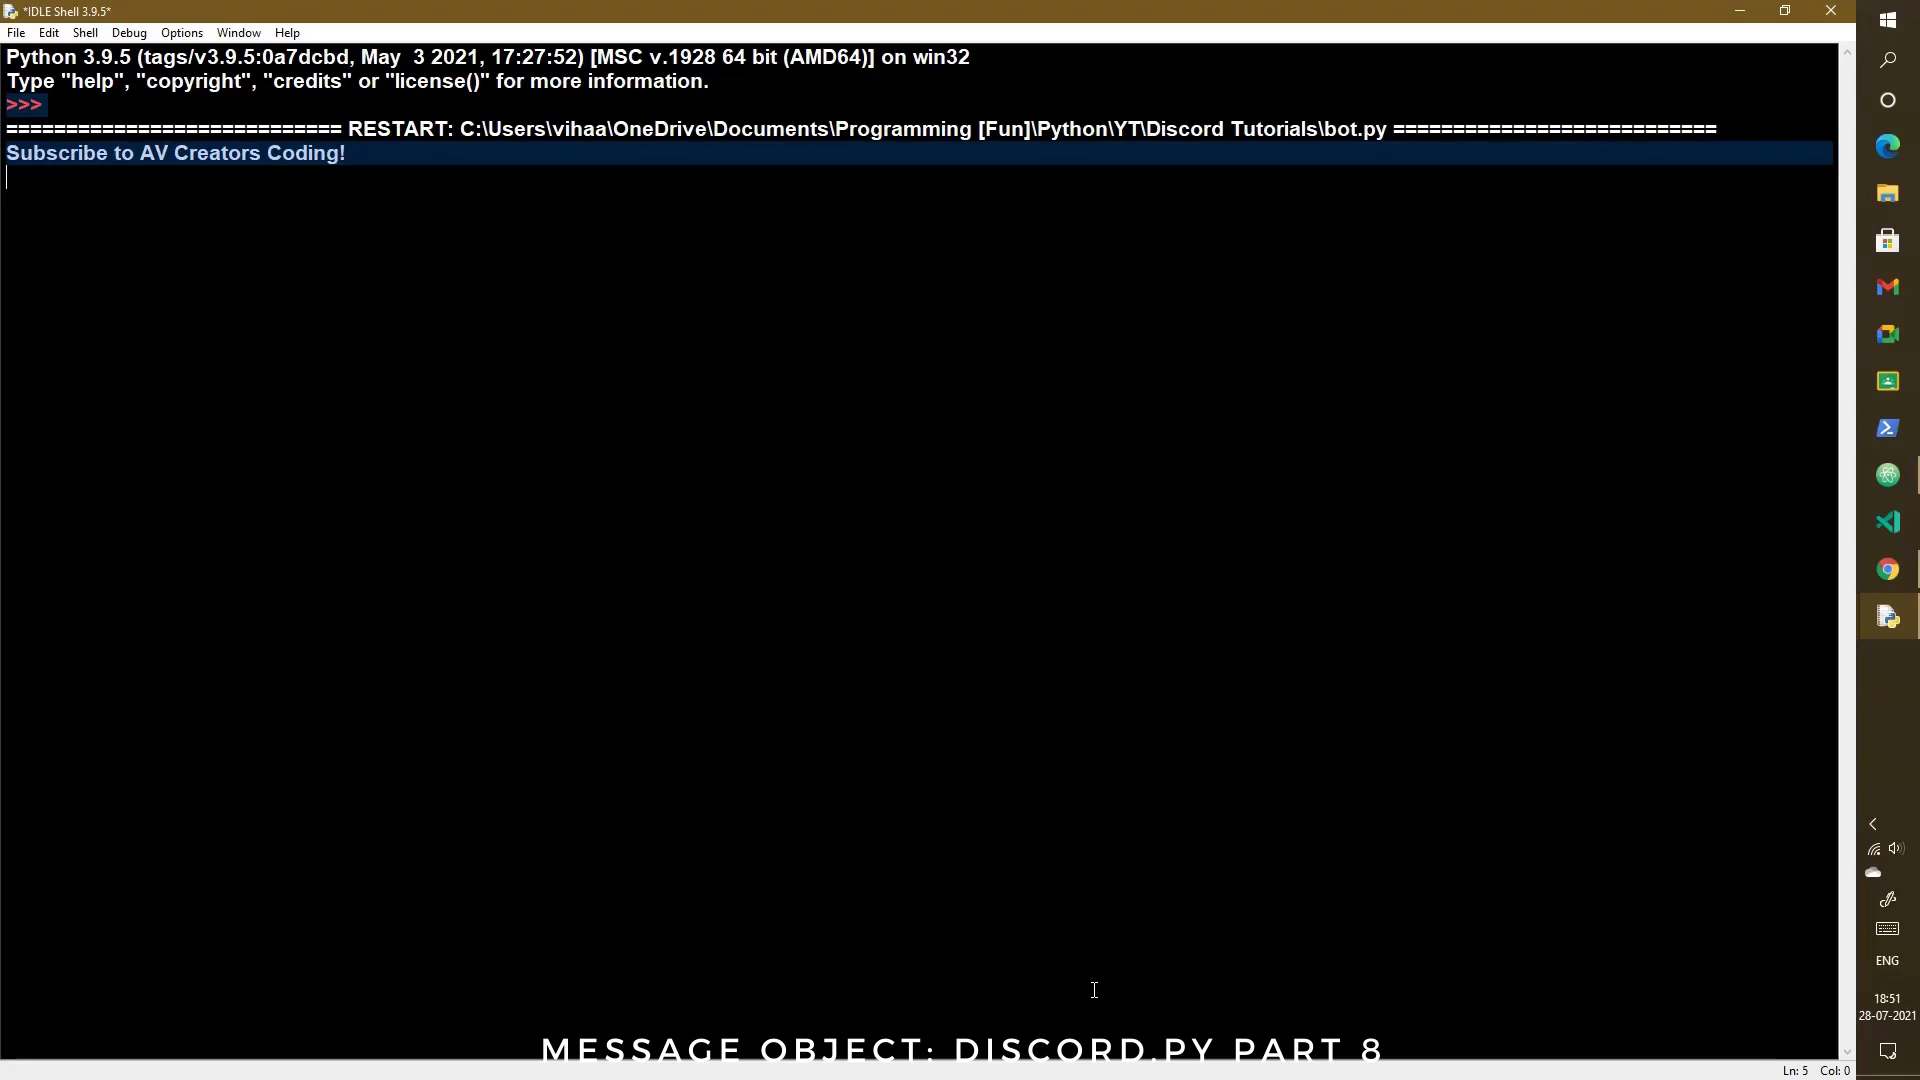 *IDLE Shell 3.9.5*
File Edit Shell Debug Options Window Help
Python 3.9.5 (tags/v3.9.5:0a7dcbd, May  3 2021, 17:27:52) [MSC v.1928 64 bit (AMD64)] on win32
Type "help", "copyright", "credits" or "license()" for more information.
>>>
============================ RESTART: C:\Users\vihaa\OneDrive\Documents\Programming [Fun]\Python\YT\Discord Tutorials\bot.py ===========================
Subscribe to AV Creators Coding!
ENG
18:51
28-07-2021
MESSAGE OBJECT: DISCORD.PY PART 8
Ln: 5 Col: 0